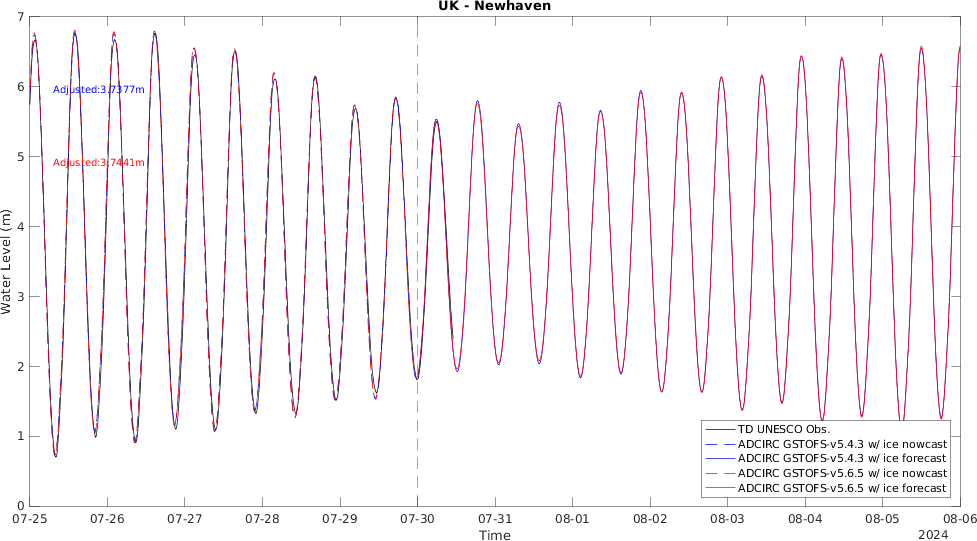 UK - Newhaven
7
6
5
4
3
2
1
0
Water Level (m)
Adjusted:3.7377m
Adjusted:3.7441m
TD UNESCO Obs.
ADCIRC GSTOFS-v5.4.3 w/ ice nowcast
ADCIRC GSTOFS-v5.4.3 w/ ice forecast
ADCIRC GSTOFS-v5.6.5 w/ ice nowcast
ADCIRC GSTOFS-v5.6.5 w/ ice forecast
07-25 07-26 07-27 07-28 07-29 07-30 07-31 08-01 08-02 08-03 08-04 08-05 08-06
Time
2024